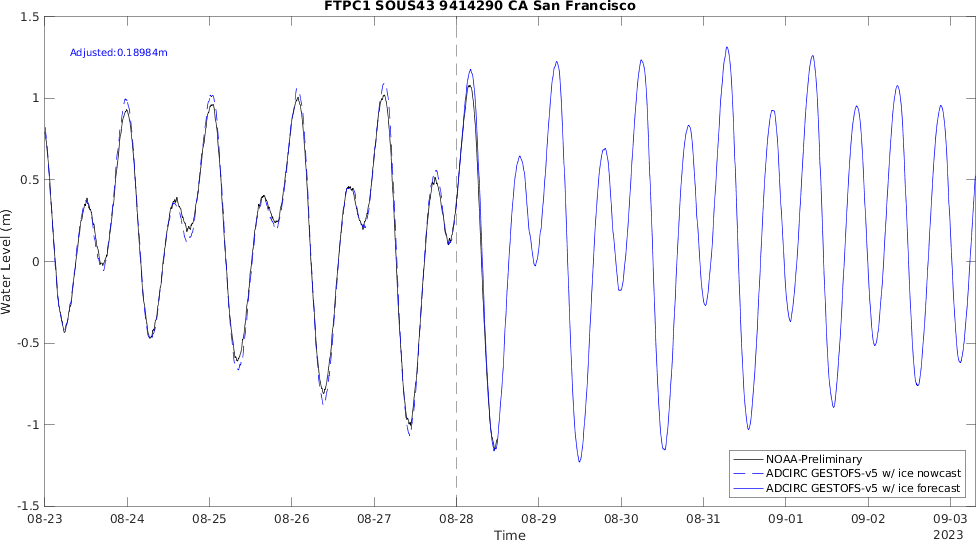 FTPC1 SOUS43 9414290 CA San Francisco
1.5
Adjusted:0.18984m
1
0.5
0
-0.5
-1
-1.5
Water Level (m)
NOAA-Preliminary
ADCIRC GESTOFS-v5 w/ ice nowcast
ADCIRC GESTOFS-v5 w/ ice forecast
08-23 08-24 08-25 08-26 08-27 08-28 08-29 08-30 08-31 09-01 09-02 09-03
Time
2023